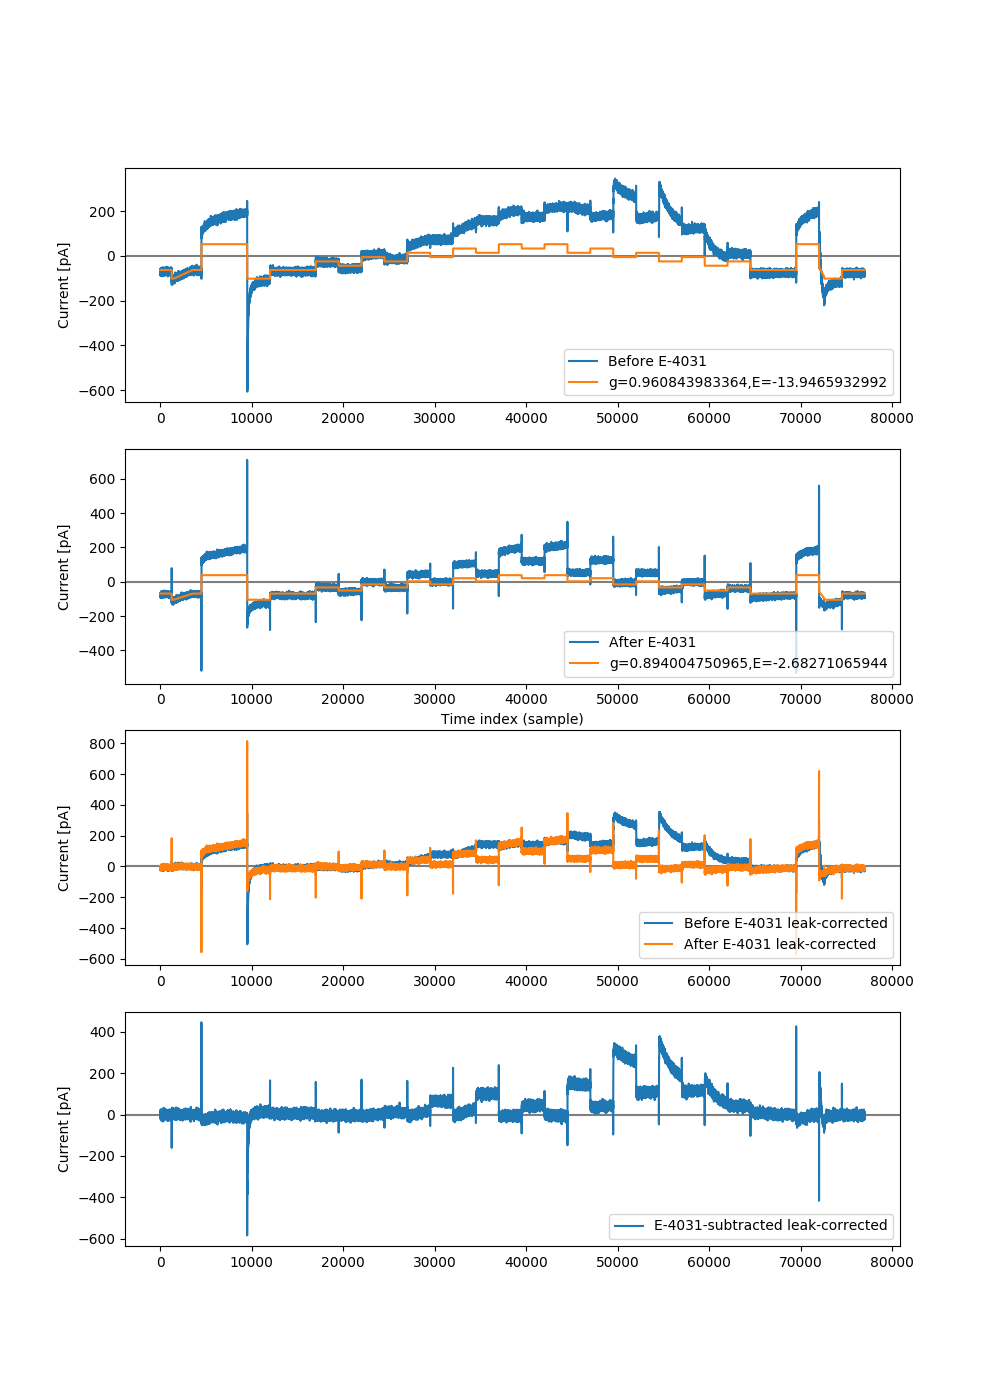 200
0
−200
−400
−600
Current [pA]
Before E-4031
g=0.960843983364,E=-13.9465932992
0 10000 20000 30000 40000 50000 60000 70000 80000
600
400
200
0
−200
−400
Current [pA]
After E-4031
g=0.894004750965,E=-2.68271065944
0 10000 20000 30000 40000 50000 60000 70000 80000
Time index (sample)
800
600
400
200
0
−200
−400
−600
Current [pA]
Before E-4031 leak-corrected
After E-4031 leak-corrected
0 10000 20000 30000 40000 50000 60000 70000 80000
400
200
0
−200
−400
−600
Current [pA]
E-4031-subtracted leak-corrected
0 10000 20000 30000 40000 50000 60000 70000 80000